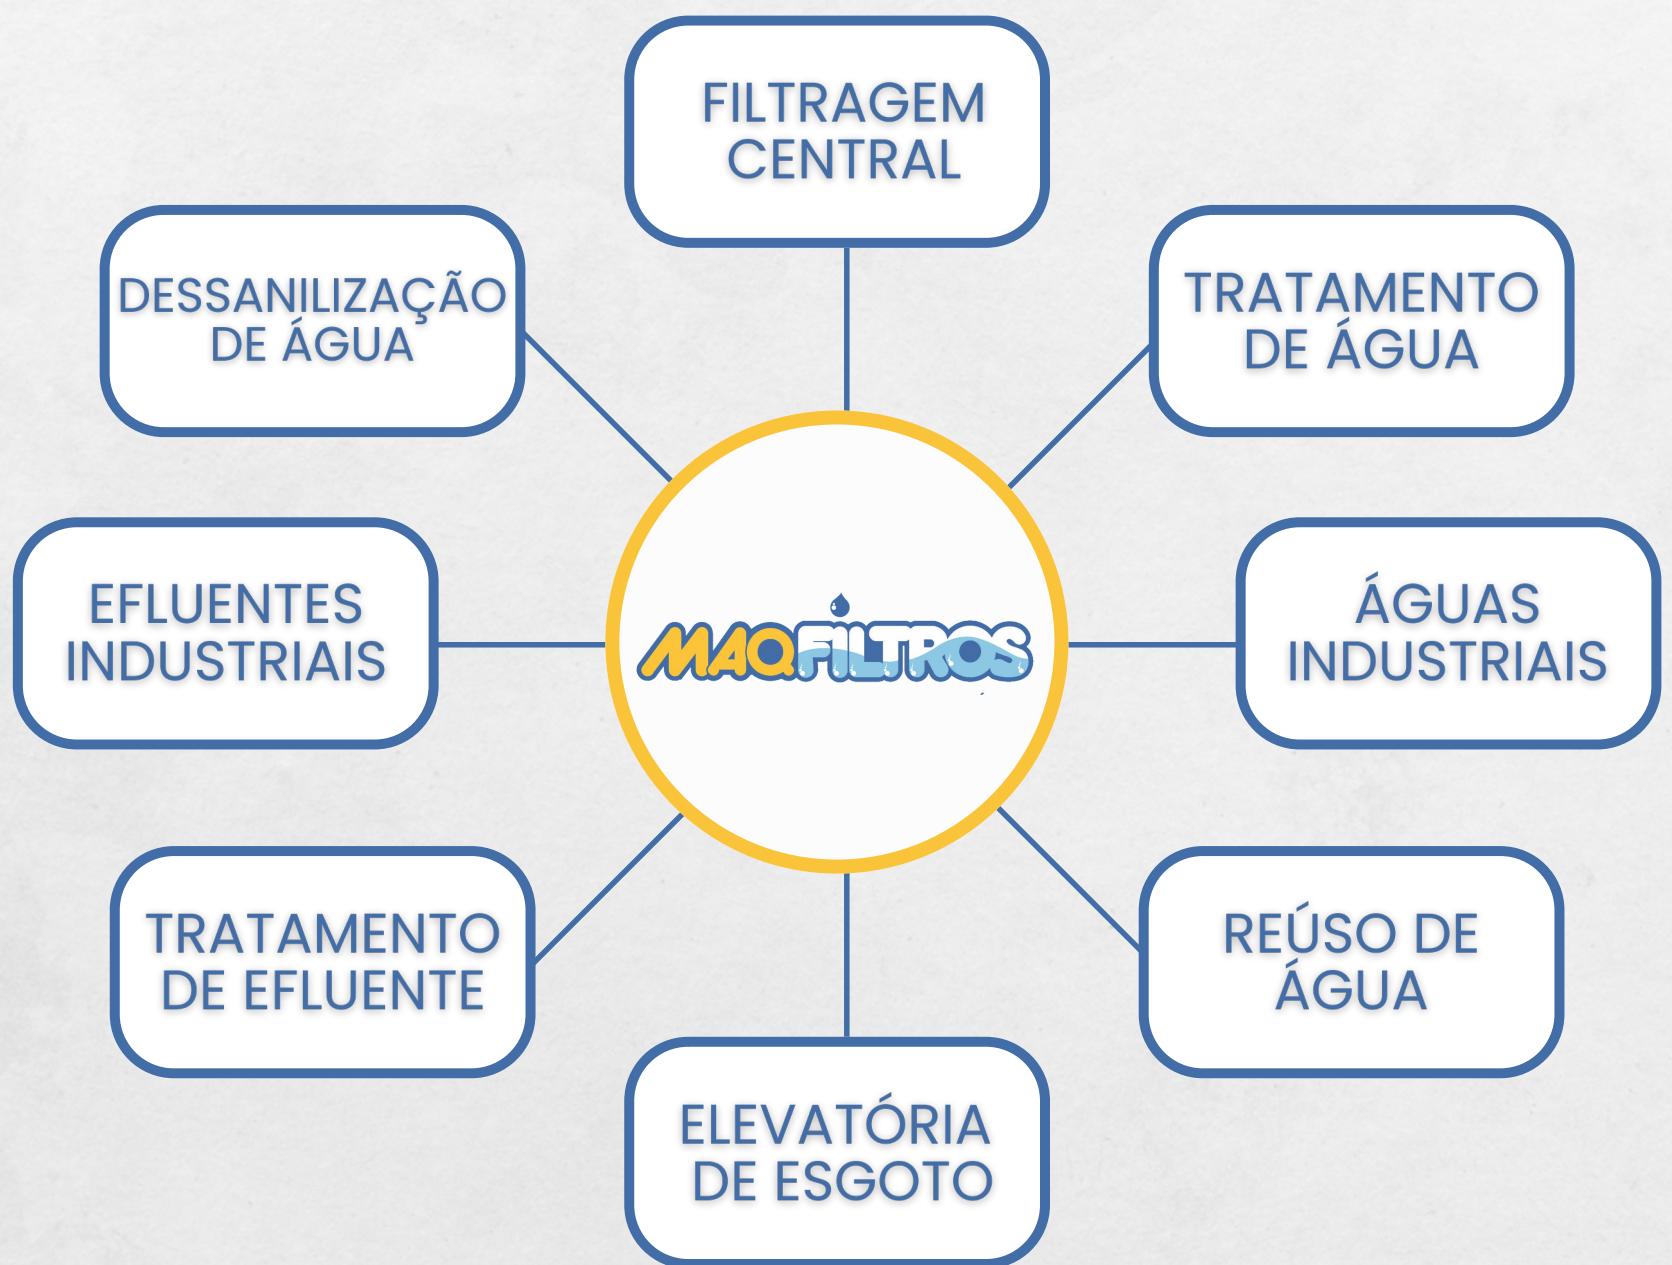 FILTRAGEM
CENTRAL
DESSANILIZAÇÃO
DE ÁGUA
TRATAMENTO
DE ÁGUA
EFLUENTES
INDUSTRIAIS
MAQFILTROS
ÁGUAS
INDUSTRIAIS
TRATAMENTO
DE EFLUENTE
REÚSO DE
ÁGUA
ELEVATÓRIA
DE ESGOTO